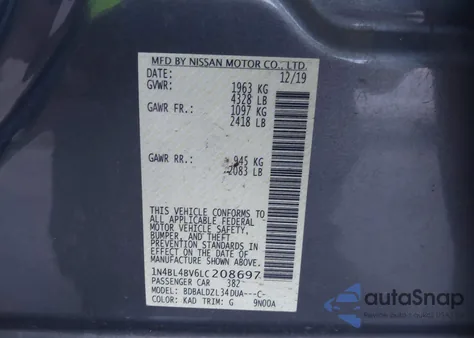 MFD BY NISSAN MOTOR CO., LTD.
DATE: 12/19
GVWR: 1963 KG
4328 LB
GAWR FR.: 1097 KG
2418 LB
GAWR RR.: 945 KG
2083 LB
THIS VEHICLE CONFORMS TO
ALL APPLICABLE FEDERAL
MOTOR VEHICLE SAFETY,
BUMPER, AND THEFT
PREVENTION STANDARDS
IN EFFECT ON THE DATE OF
MANUFACTURE SHOWN ABOVE.
1N4BL4BV6LC208697
PASSENGER CAR 382
MODEL: BDBALDZL34DUA---C-
COLOR: KAD TRIM: G 9N00A
autoSnap